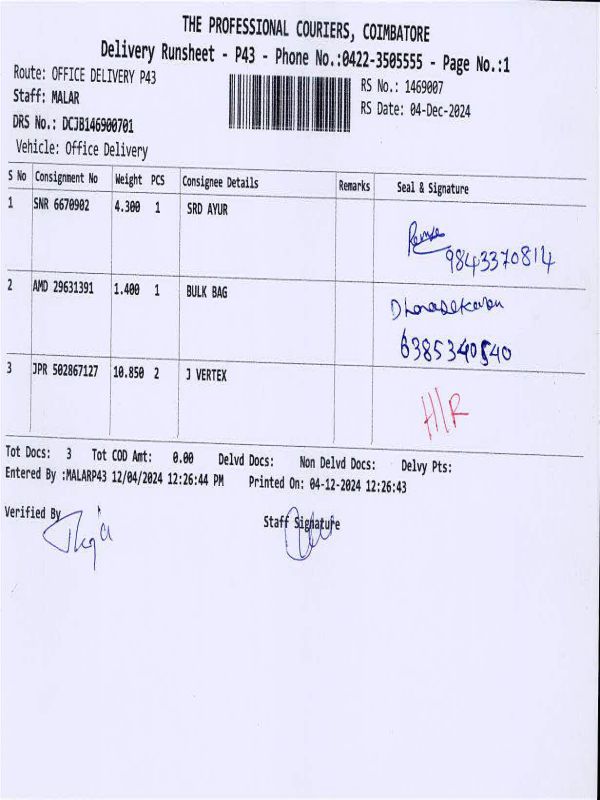 THE PROFESSIONAL COURIERS, COIMBATORE
Delivery Runsheet - P43 - Phone No.:0422-3505555 - Page No.:1
Route: OFFICE DELIVERY P43
RS No.: 1469007
Staff: MALAR
RS Date: 04-Dec-2024
DRS No.: DCJB146900701
Vehicle: Office Delivery
S No Consignment No Weight PCS Consignee Details Remarks Seal & Signature
1 SNR 6670902 4.300 1 SRD AYUR
9843370814
2 AMD 29631391 1.400 1 BULK BAG
Dhanasekaran
6385340540
3 JPR 502867127 10.850 2 J VERTEX
H/R
Tot Docs: 3 Tot COD Amt: 0.00 Delvd Docs: Non Delvd Docs: Delvy Pts:
Entered By :MALARP43 12/04/2024 12:26:44 PM Printed On: 04-12-2024 12:26:43
Verified By Staff Signature